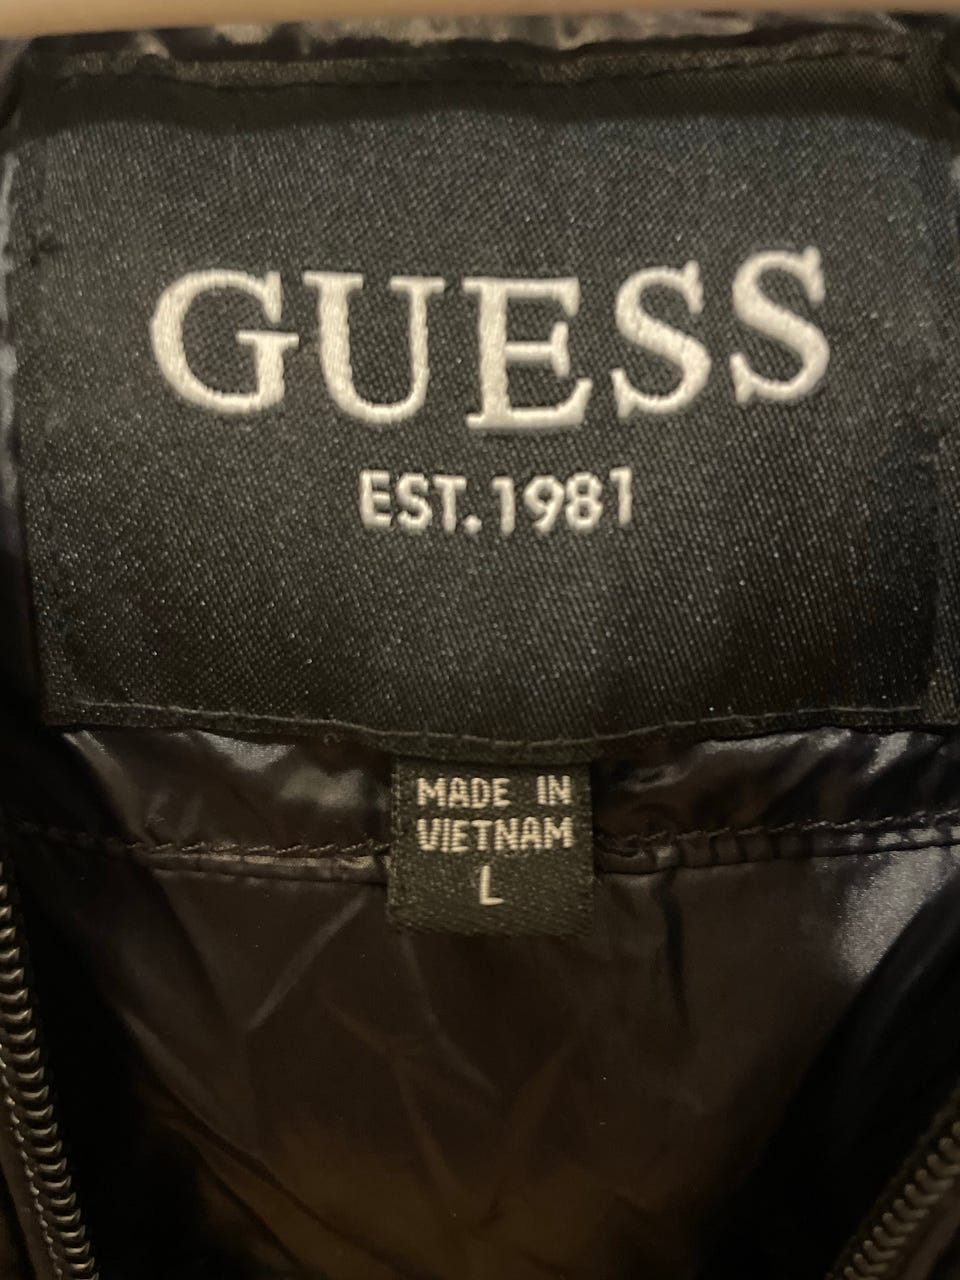 GUESS
EST. 1981
MADE IN
VIETNAM
L